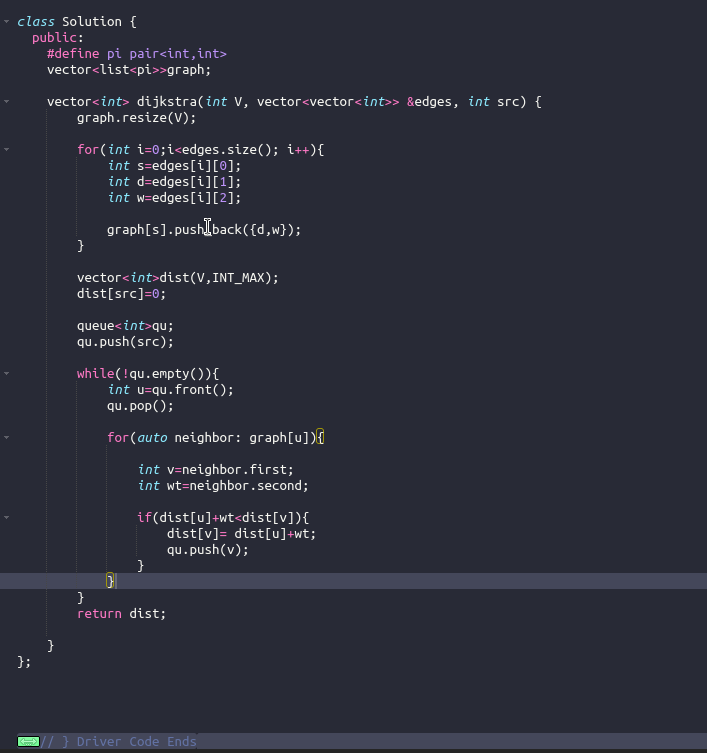 class Solution {
  public:
    #define pi pair<int,int>
    vector<list<pi>>graph;
    vector<int> dijkstra(int V, vector<vector<int>> &edges, int src) {
        graph.resize(V);
        for(int i=0;i<edges.size(); i++){
            int s=edges[i][0];
            int d=edges[i][1];
            int w=edges[i][2];
            graph[s].push_back({d,w});
        }
        vector<int>dist(V,INT_MAX);
        dist[src]=0;
        queue<int>qu;
        qu.push(src);
        while(!qu.empty()){
            int u=qu.front();
            qu.pop();
            for(auto neighbor: graph[u]){
                int v=neighbor.first;
                int wt=neighbor.second;
                if(dist[u]+wt<dist[v]){
                    dist[v]= dist[u]+wt;
                    qu.push(v);
                }
            }
        }
        return dist;
    }
};
// } Driver Code Ends